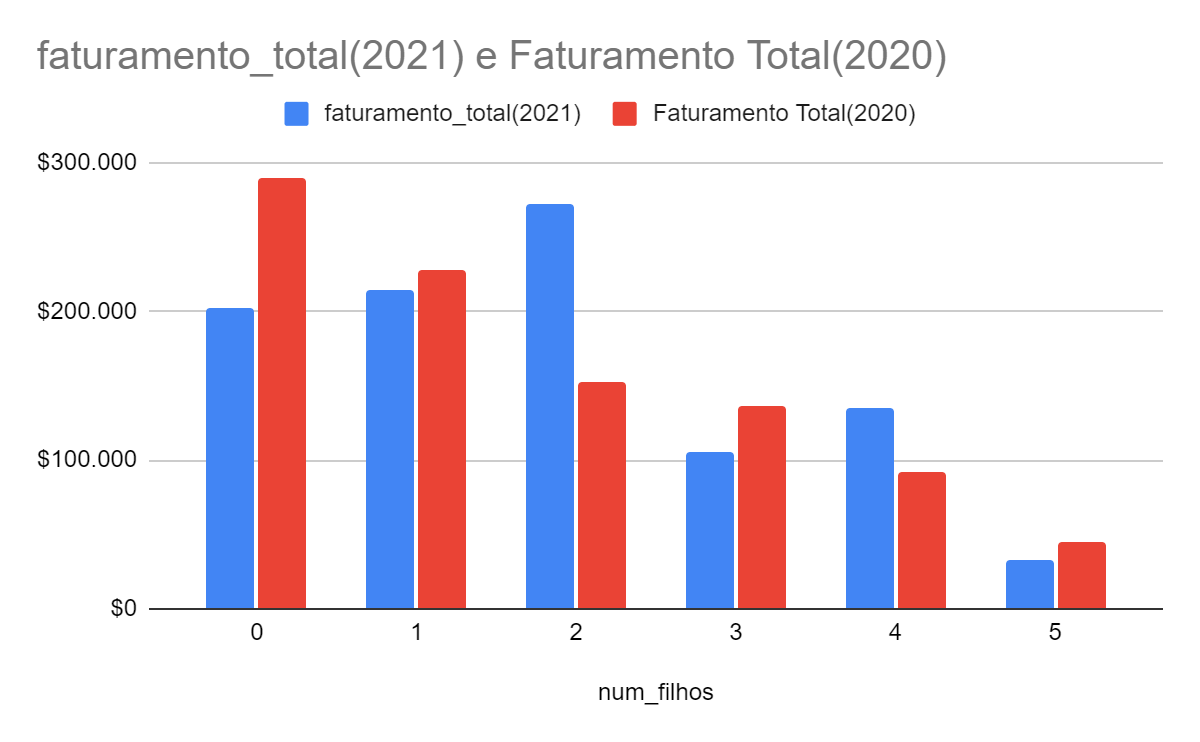 faturamento_total(2021) e Faturamento Total(2020)
faturamento_total(2021) Faturamento Total(2020)
$300.000
$200.000
$100.000
$0
0 1 2 3 4 5
num_filhos